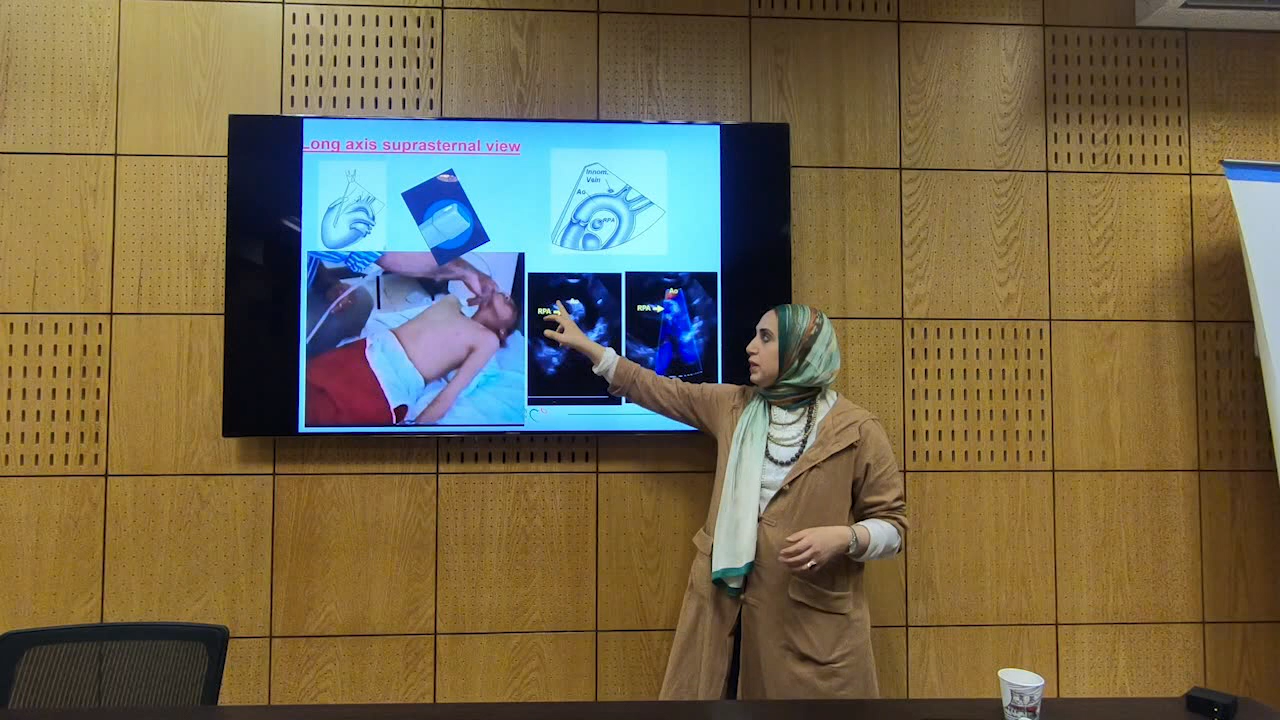 Long axis suprasternal view
Innom.
Vein
Ao.
RPA
RPA
Ao
RPA